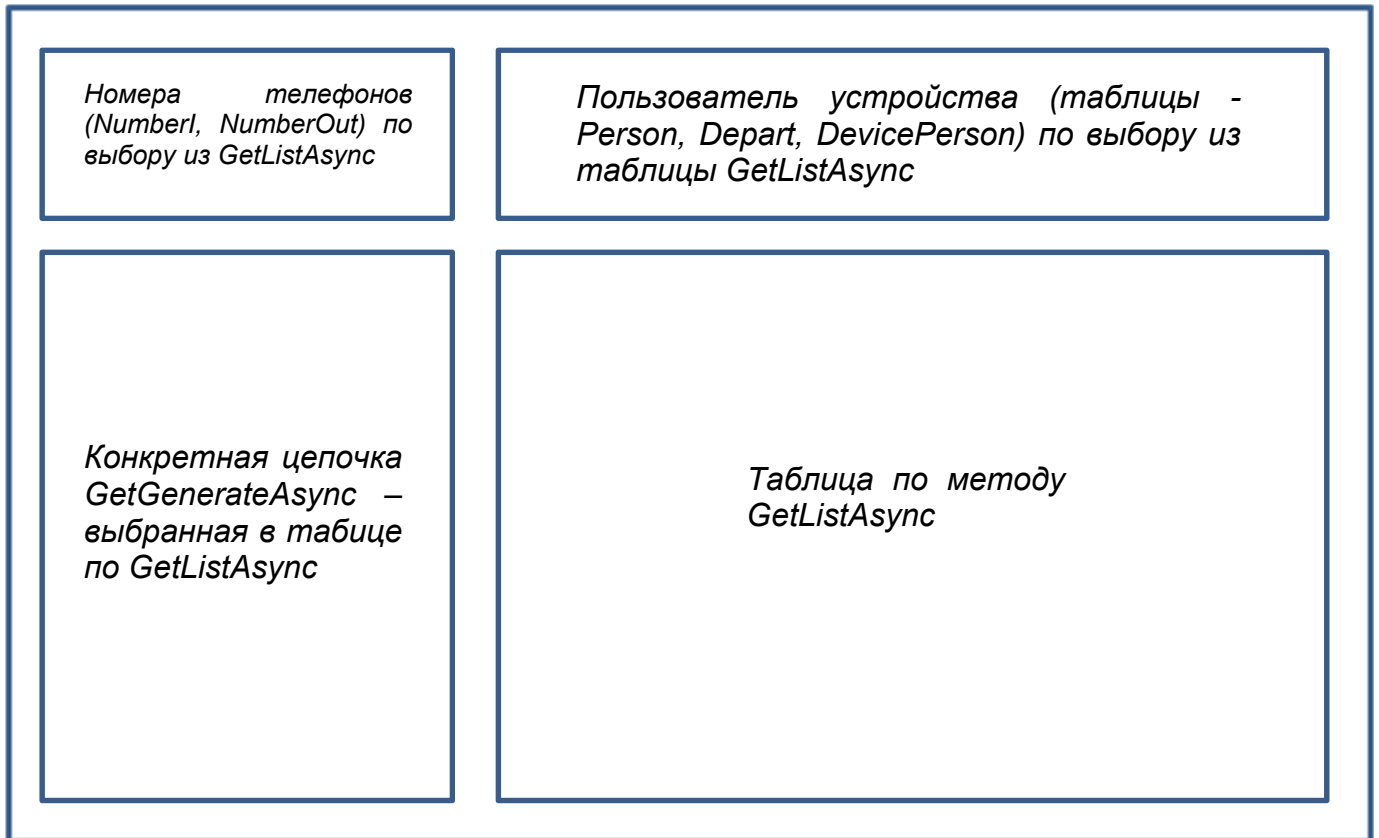 Номера телефонов
(NumberI, NumberOut) по
выбору из GetListAsync
Пользователь устройства (таблицы -
Person, Depart, DevicePerson) по выбору из
таблицы GetListAsync
Конкретная цепочка
GetGenerateAsync –
выбранная в табице
по GetListAsync
Таблица по методу
GetListAsync